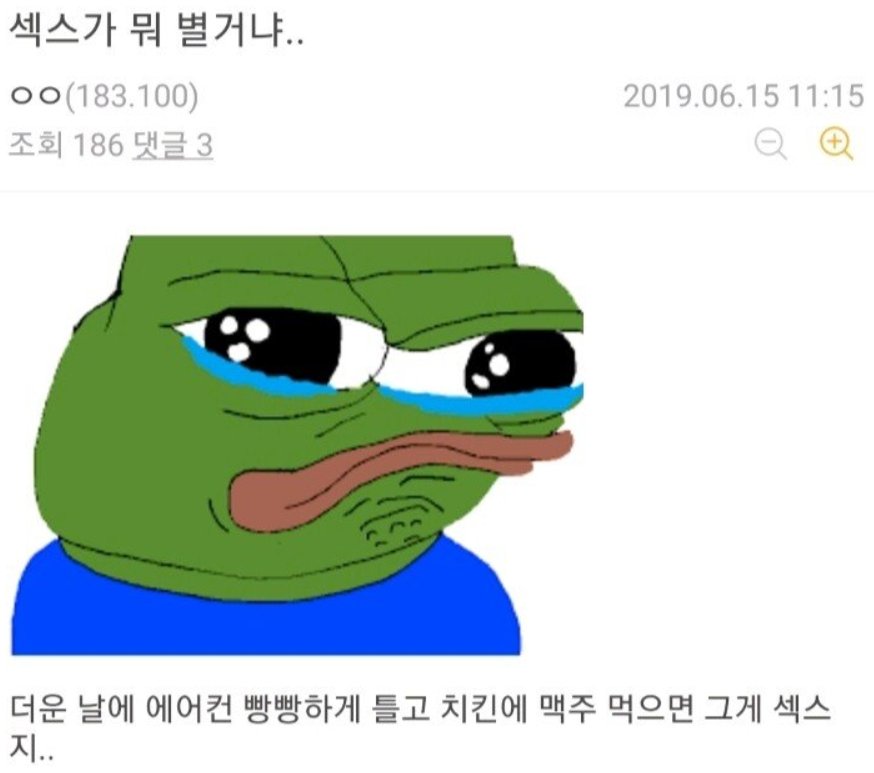 섹스가 뭐 별거냐..
ㅇㅇ(183.100)
2019.06.15 11:15
조회 186 댓글 3
더운 날에 에어컨 빵빵하게 틀고 치킨에 맥주 먹으면 그게 섹스
지..